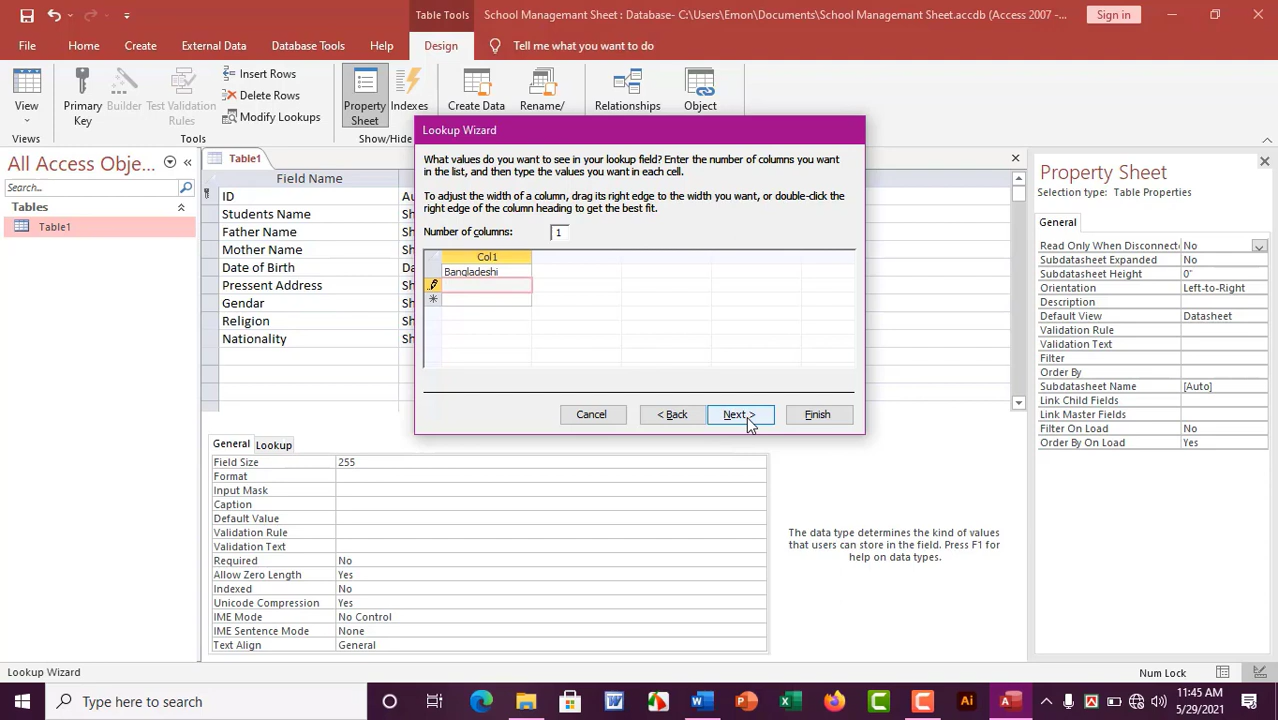 Table Tools
School Managemant Sheet : Database- C:\Users\Emon\Documents\School Managemant Sheet.accdb (Access 2007 -...
Sign in
File
Home
Create
External Data
Database Tools
Help
Design
Tell me what you want to do
View
Primary Key
Builder
Test Validation Rules
Insert Rows
Delete Rows
Modify Lookups
Property Sheet
Indexes
Create Data
Rename/
Relationships
Object
Views
Tools
Show/Hide
All Access Obje...
Search...
Tables
Table1
Table1
Field Name
ID
Au
Students Name
Sh
Father Name
Sh
Mother Name
Sh
Date of Birth
Da
Pressent Address
Sh
Gendar
Sh
Religion
Sh
Nationality
Sh
Lookup Wizard
What values do you want to see in your lookup field? Enter the number of columns you want
in the list, and then type the values you want in each cell.
To adjust the width of a column, drag its right edge to the width you want, or double-click the
right edge of the column heading to get the best fit.
Number of columns: 1
Col1
Bangladeshi
Cancel
< Back
Next >
Finish
General
Lookup
Field Size 255
Format
Input Mask
Caption
Default Value
Validation Rule
Validation Text
Required No
Allow Zero Length Yes
Indexed No
Unicode Compression Yes
IME Mode No Control
IME Sentence Mode None
Text Align General
The data type determines the kind of values
that users can store in the field. Press F1 for
help on data types.
Property Sheet
Selection type: Table Properties
General
Read Only When Disconnect No
Subdatasheet Expanded No
Subdatasheet Height 0"
Orientation Left-to-Right
Description
Default View Datasheet
Validation Rule
Validation Text
Filter
Order By
Subdatasheet Name [Auto]
Link Child Fields
Link Master Fields
Filter On Load No
Order By On Load Yes
Lookup Wizard
Num Lock
Type here to search
11:45 AM
5/29/2021